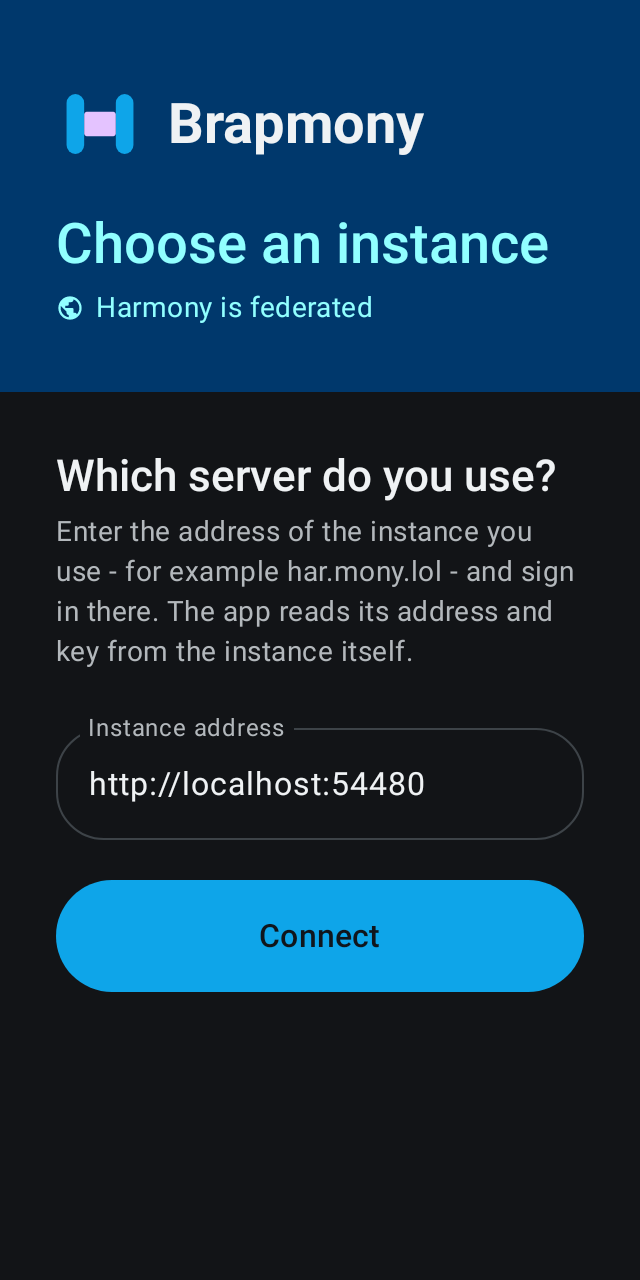 Brapmony
Choose an instance
Harmony is federated
Which server do you use?
Enter the address of the instance you
use - for example har.mony.lol - and sign
in there. The app reads its address and
key from the instance itself.
Instance address
http://localhost:54480
Connect